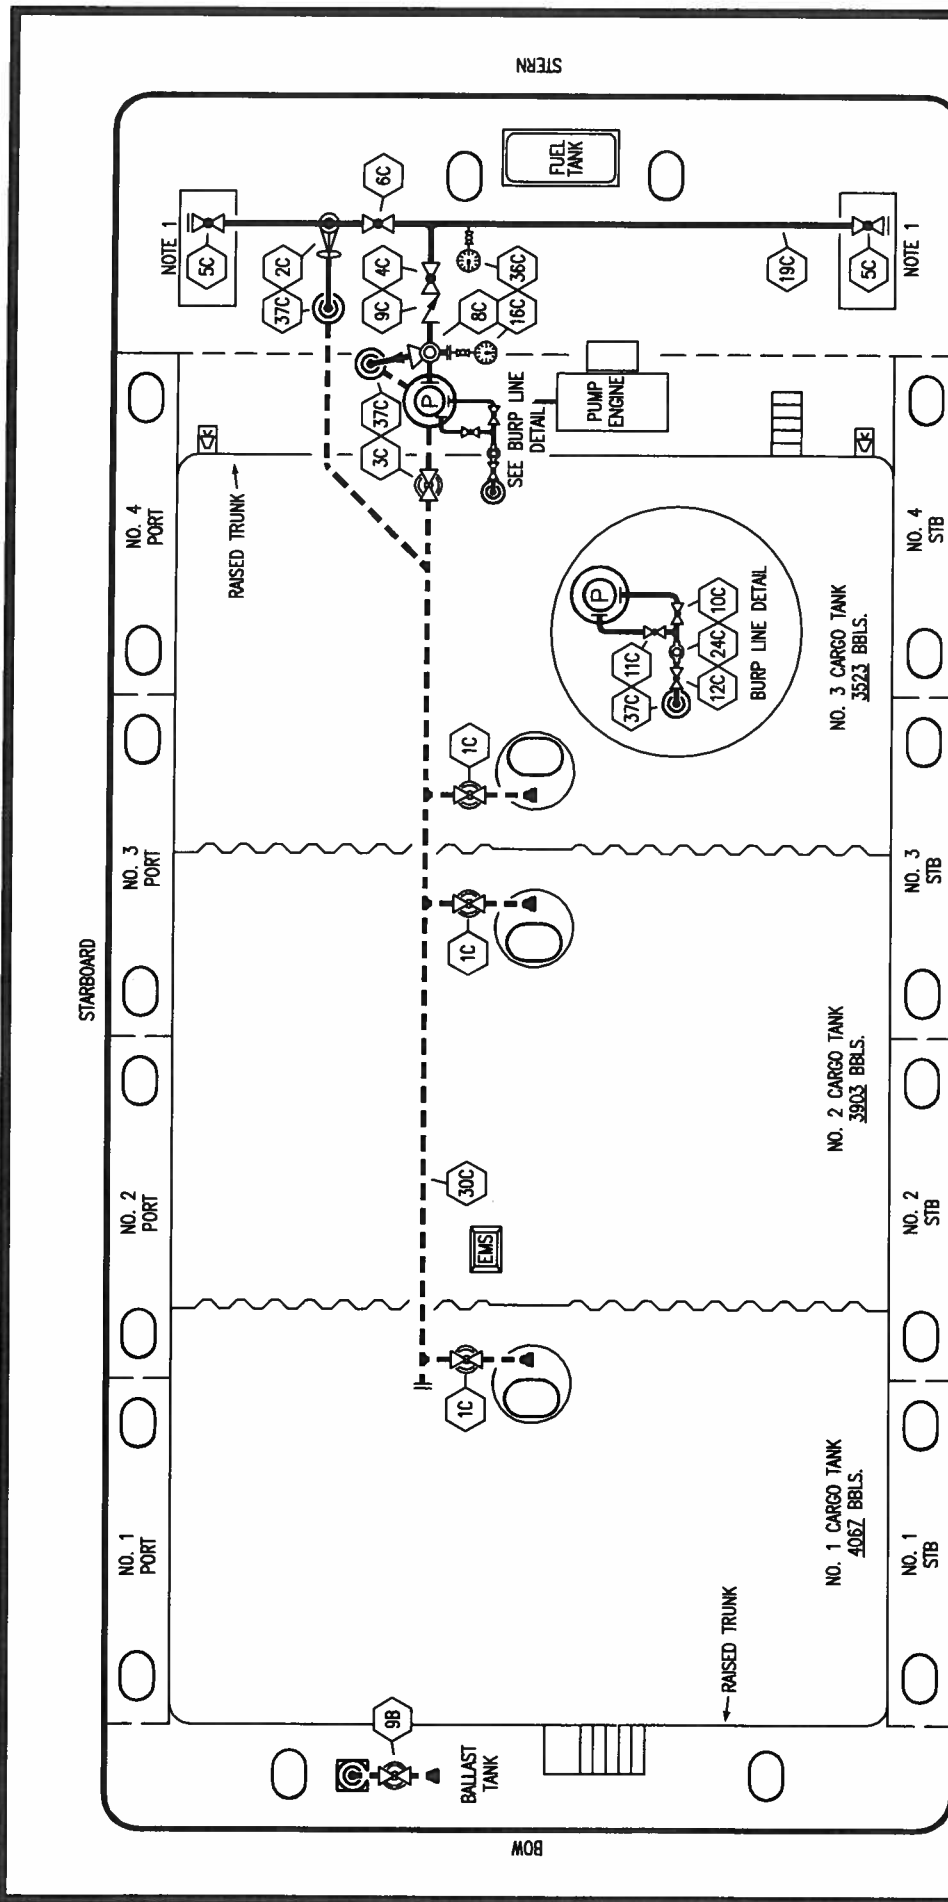 STERN
NOTE 1
5C
2C
37C
6C
4C
9C
36C
8C
16C
FUEL
TANK
19C
5C
NOTE 1
37C
3C
P
SEE BURP LINE
DETAIL
PUMP
ENGINE
NO. 4
PORT
RAISED TRUNK
NO. 4
STB
P
37C
11C
12C
24C
10C
BURP LINE DETAIL
NO. 3 CARGO TANK
3523 BBLS.
1C
1C
NO. 3
PORT
NO. 3
STB
STARBOARD
NO. 2 CARGO TANK
3903 BBLS.
30C
EMS
NO. 2
PORT
NO. 2
STB
1C
NO. 1 CARGO TANK
4067 BBLS.
NO. 1
PORT
NO. 1
STB
RAISED TRUNK
9B
BALLAST
TANK
BOW